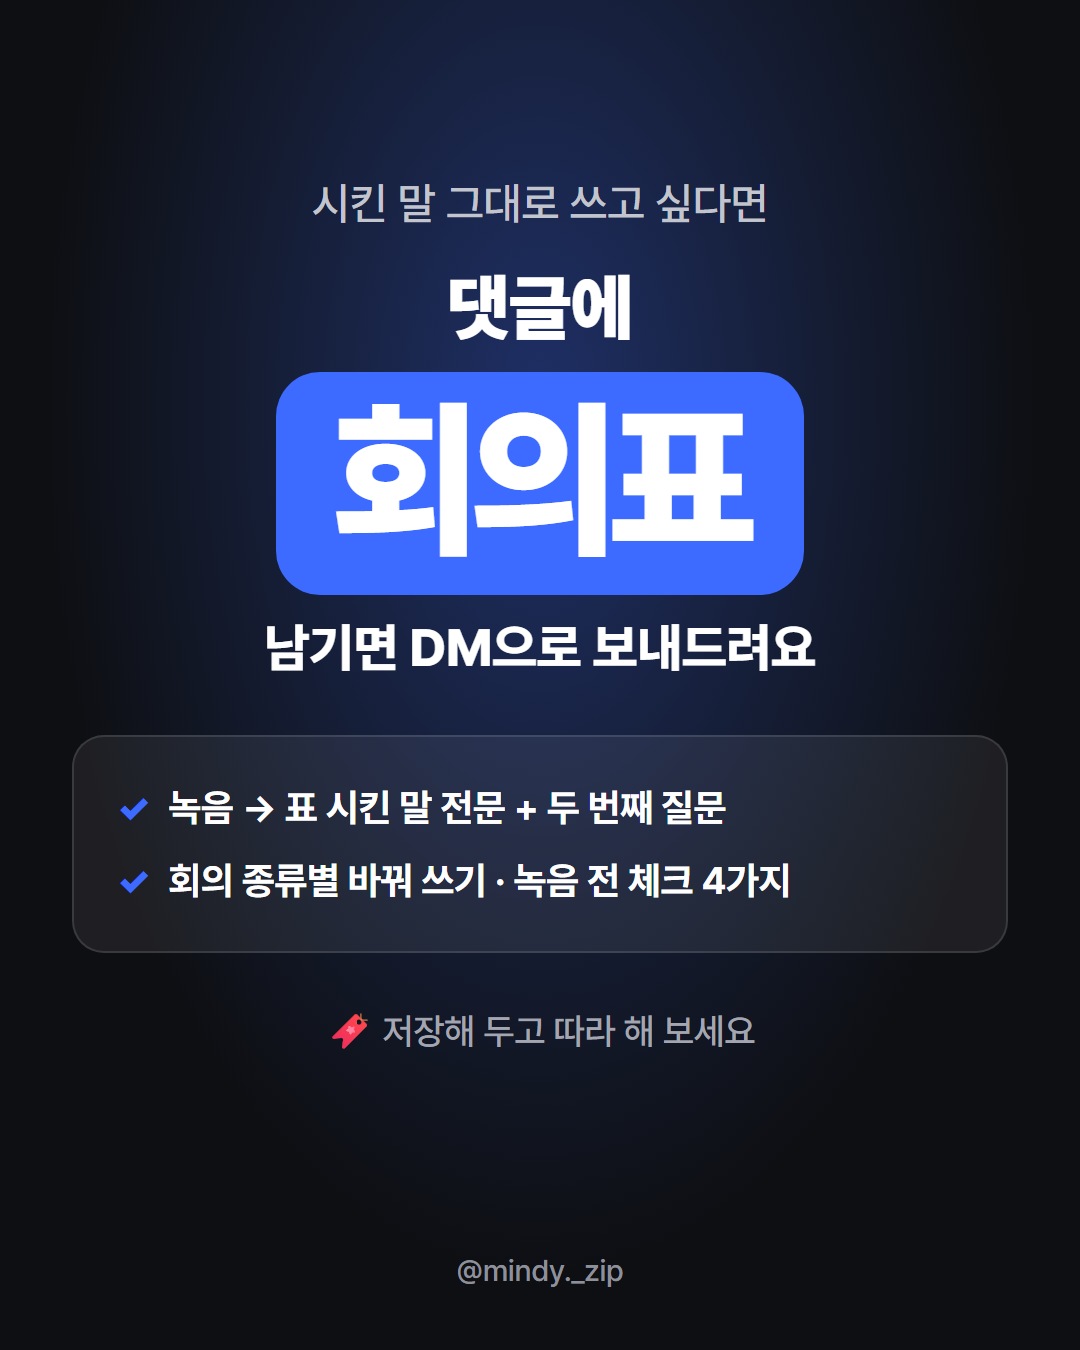 시킨 말 그대로 쓰고 싶다면
댓글에
회의표
남기면 DM으로 보내드려요
녹음 → 표 시킨 말 전문 + 두 번째 질문
회의 종류별 바꿔 쓰기 · 녹음 전 체크 4가지
저장해 두고 따라 해 보세요
@mindy._zip